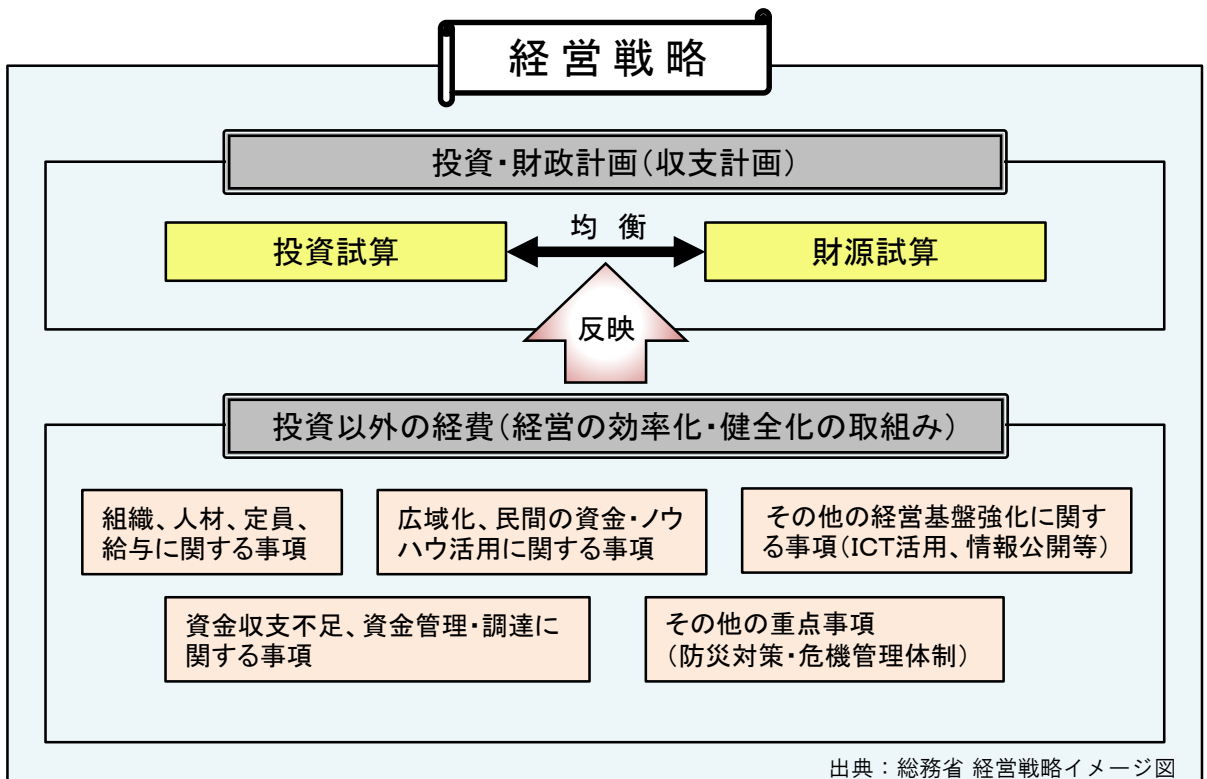 経営戦略
投資・財政計画（収支計画）
均 衡
投資試算
財源試算
反映
投資以外の経費（経営の効率化・健全化の取組み）
組織、人材、定員、
給与に関する事項
広域化、民間の資金・ノウ
ハウ活用に関する事項
その他の経営基盤強化に関す
る事項（ICT活用、情報公開等）
資金収支不足、資金管理・調達に
関する事項
その他の重点事項
（防災対策・危機管理体制）
出典：総務省 経営戦略イメージ図